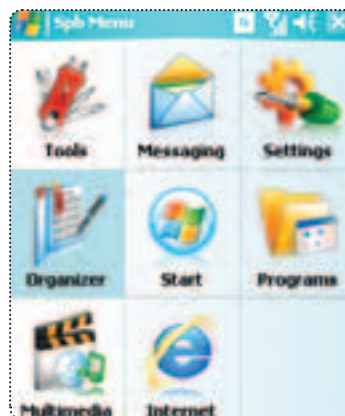 Spb Menu
Tools Messaging Settings
Organizer Start Programs
Multimedia Internet